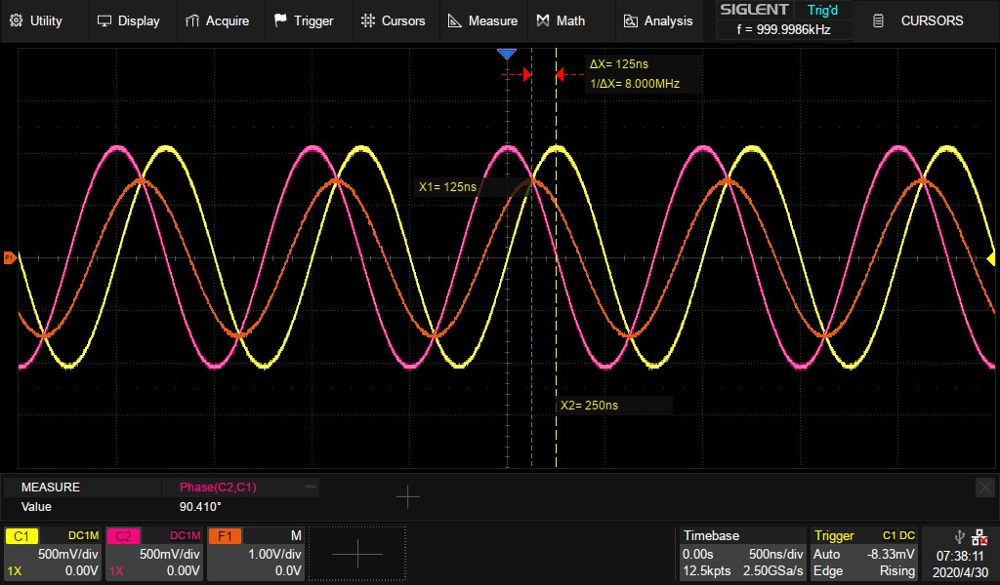 Utility Display Acquire Trigger Cursors Measure Math Analysis SIGLENT Trig'd CURSORS
f = 999.9986kHz
ΔX= 125ns
1/ΔX= 8.000MHz
X1= 125ns
F1
X2= 250ns
MEASURE Phase(C2,C1)
Value 90.410°
C1 DC1M C2 DC1M F1 M Timebase Trigger C1 DC
500mV/div 500mV/div 1.00V/div 0.00s 500ns/div Auto -8.33mV 07:38:11
1X 0.00V 1X 0.00V 0.0V 12.5kpts 2.50GSa/s Edge Rising 2020/4/30